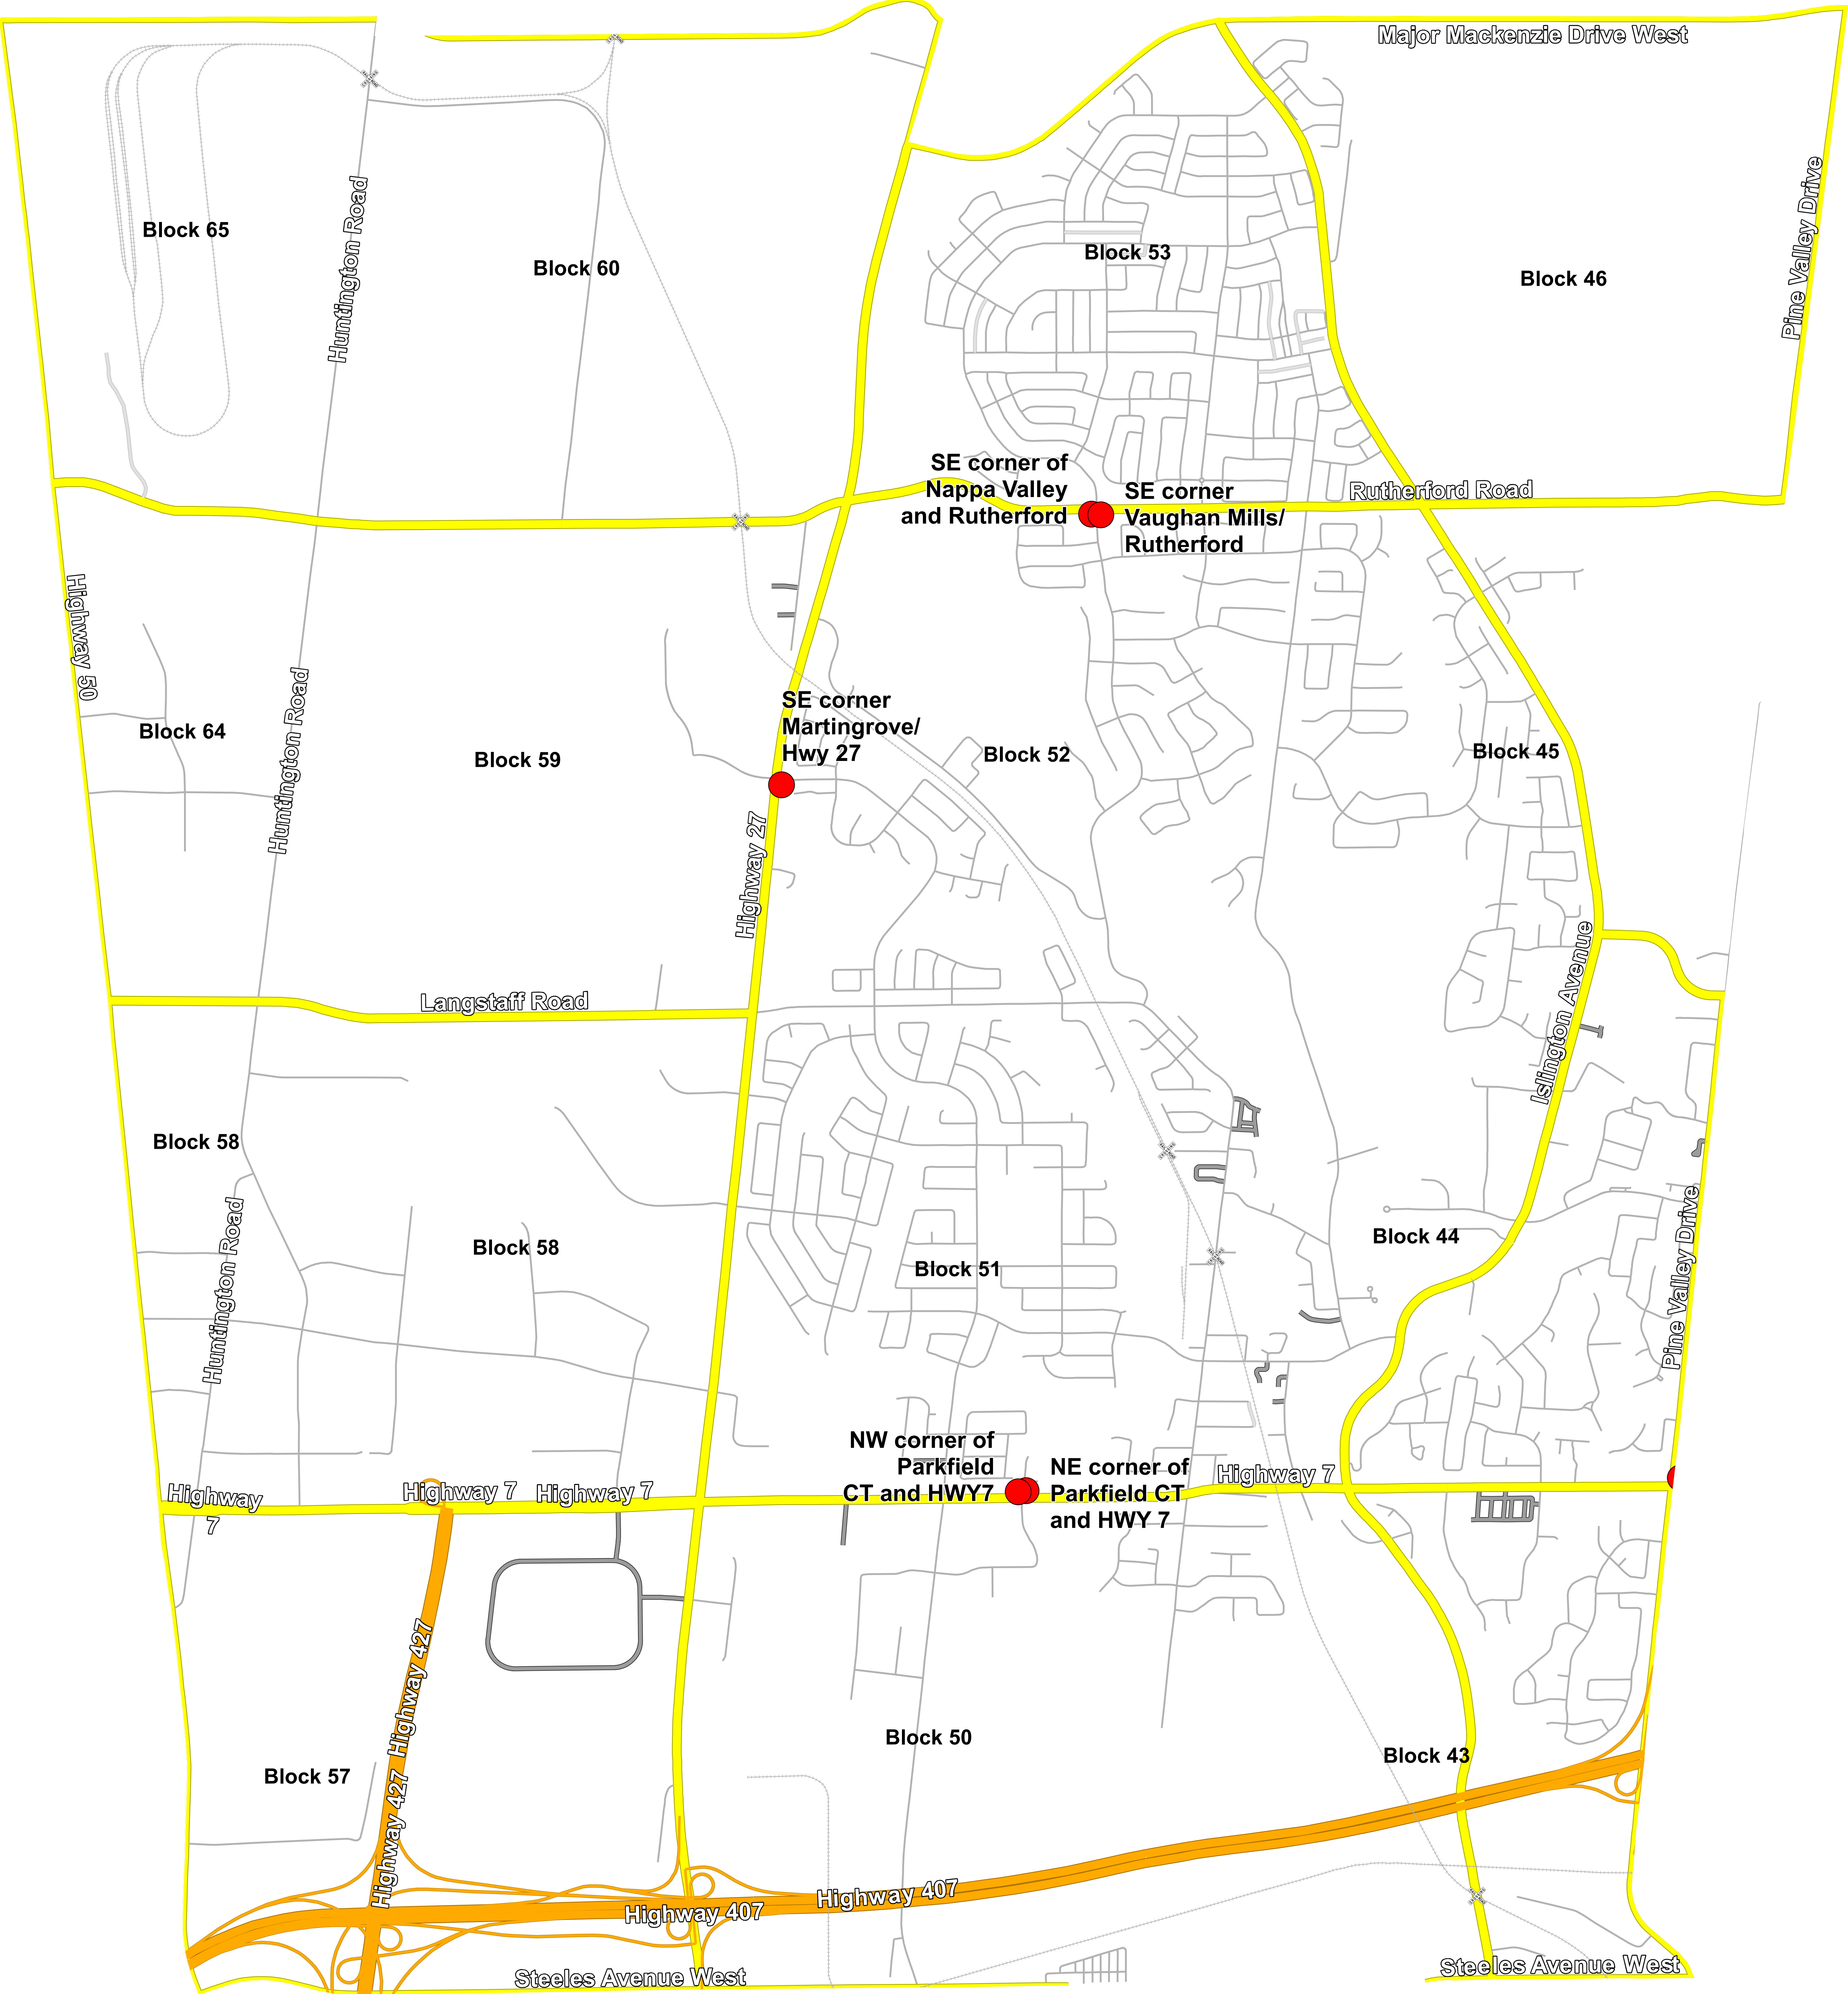 Major Mackenzie Drive West
Pine Valley Drive
Huntington Road
Block 65
Block 60
Block 53
Block 46
SE corner of
Nappa Valley
and Rutherford
SE corner
Vaughan Mills/
Rutherford
Rutherford Road
Highway 50
Huntington Road
SE corner
Martingrove/
Hwy 27
Block 64
Block 59
Block 52
Block 45
Highway 27
Islington Avenue
Langstaff Road
Block 58
Huntington Road
Block 58
Block 51
Block 44
Pine Valley Drive
NW corner of
Parkfield
CT and HWY7
NE corner of
Parkfield CT
and HWY 7
Highway 7
Highway
7
Highway 7
Highway 7
Highway 427
Highway 427
Block 57
Block 50
Block 43
Highway 407
Highway 407
Steeles Avenue West
Steeles Avenue West